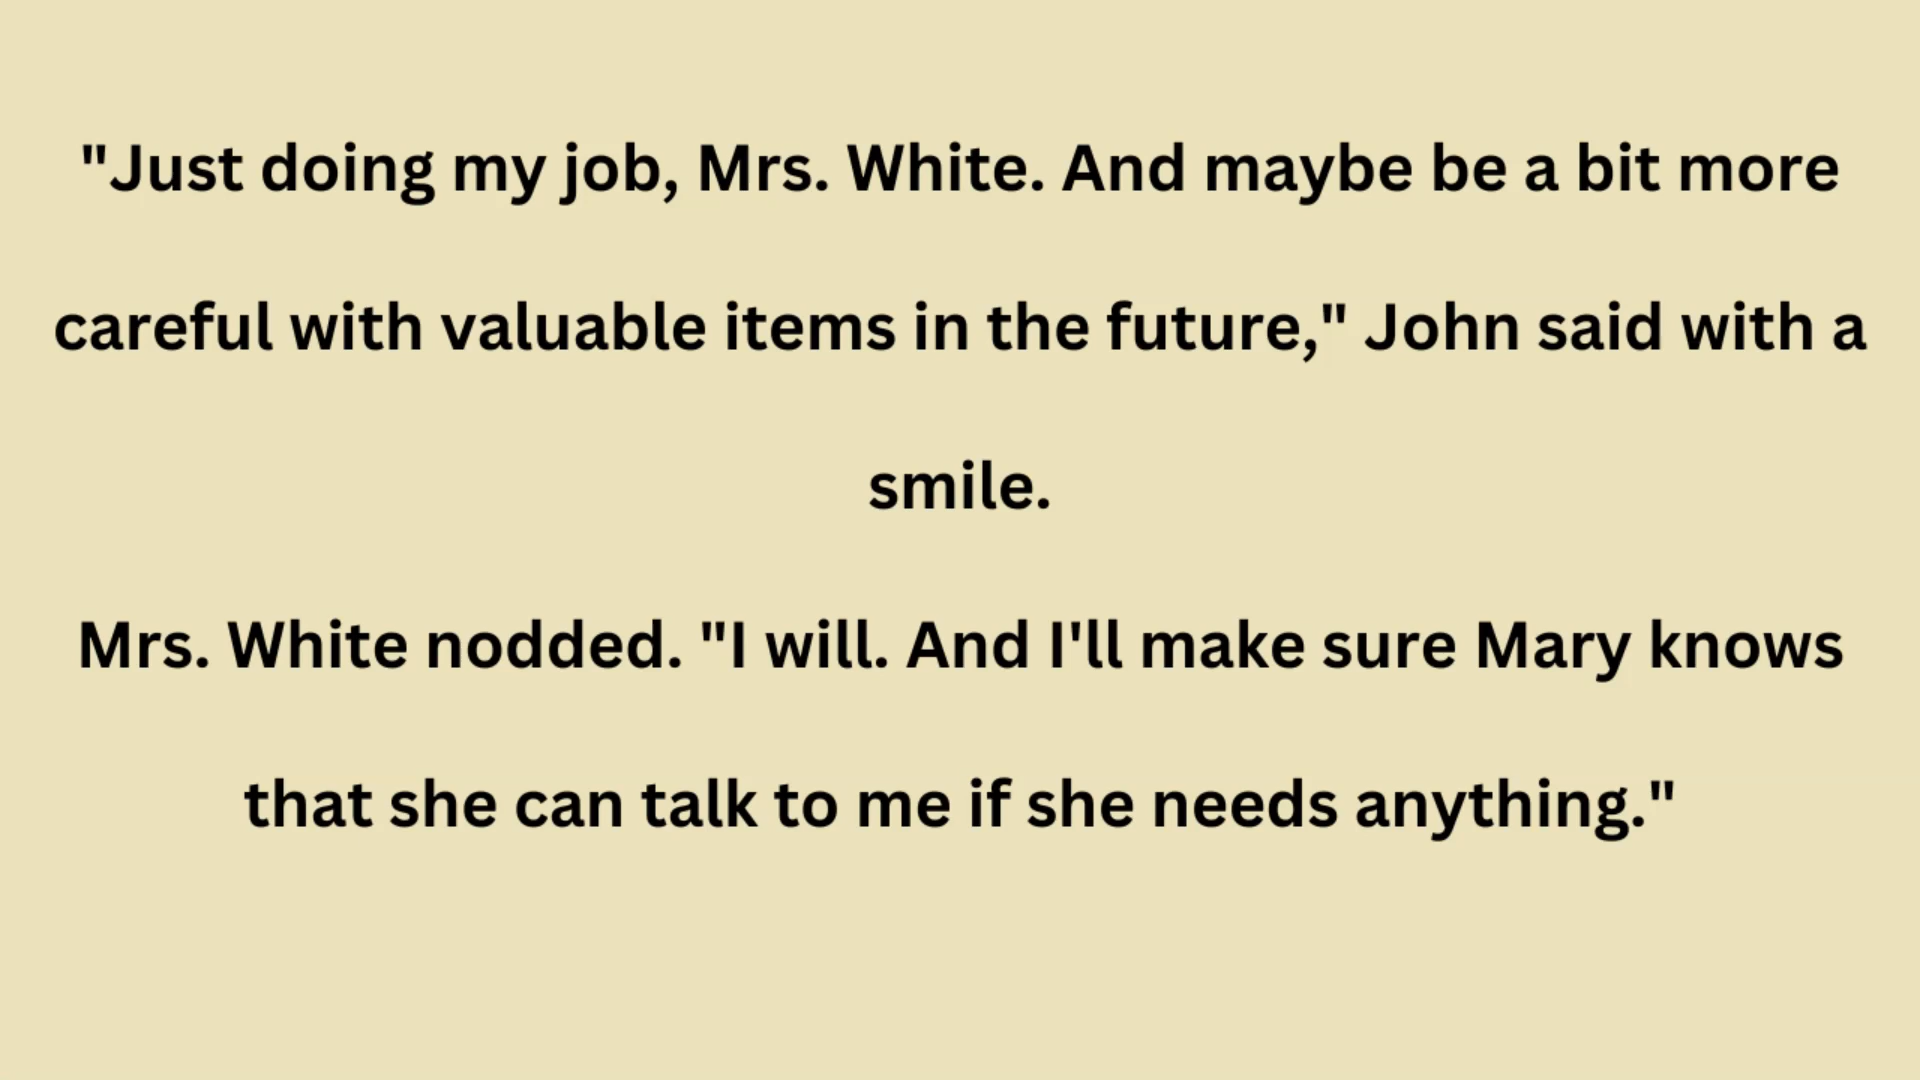 "Just doing my job, Mrs. White. And maybe be a bit more
careful with valuable items in the future," John said with a
smile.
Mrs. White nodded. "I will. And I'll make sure Mary knows
that she can talk to me if she needs anything."